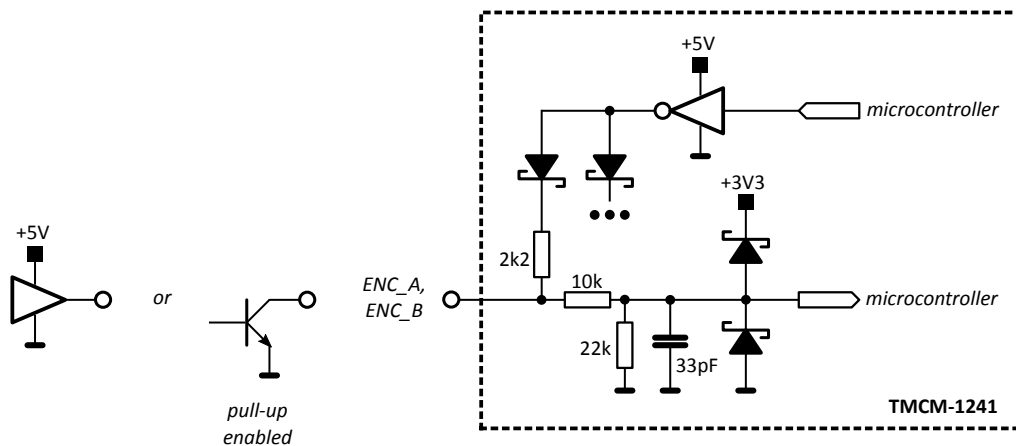 +5V
microcontroller
+3V3
+5V
2k2
or
ENC_A,
ENC_B
10k
microcontroller
22k
33pF
pull-up
enabled
TMCM-1241